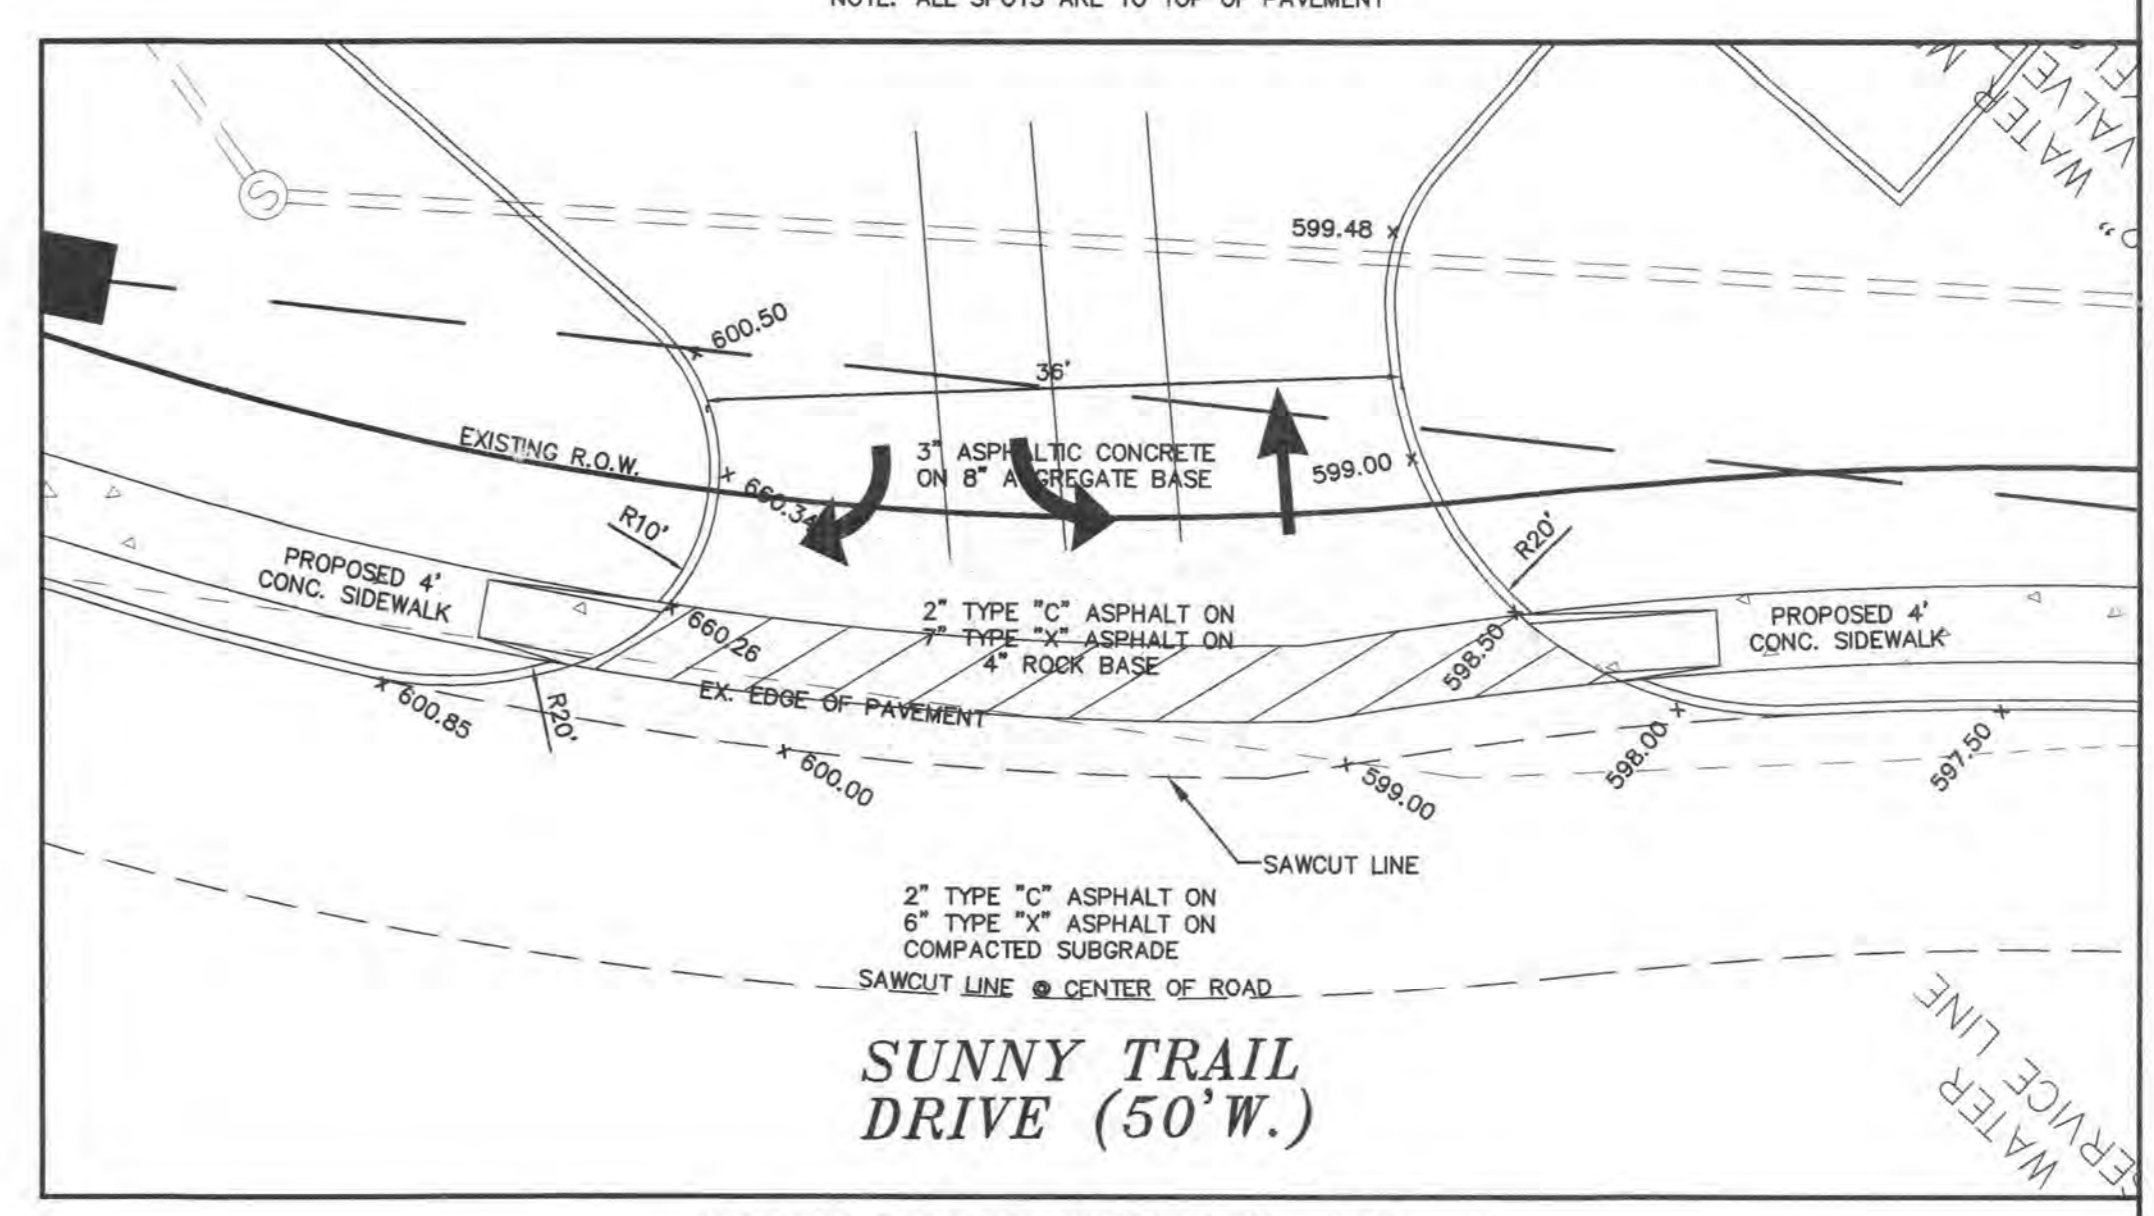 NOTE: ALL SPOTS ARE TO TOP OF PAVEMENT
WATER
VALVE
S
599.48
600.50
36'
EXISTING R.O.W.
3" ASPHALTIC CONCRETE
ON 8" AGGREGATE BASE
599.00
660.34
R10'
R20'
PROPOSED 4'
CONC. SIDEWALK
660.26
2" TYPE "C" ASPHALT ON
7" TYPE "X" ASPHALT ON
4" ROCK BASE
598.50
PROPOSED 4'
CONC. SIDEWALK
EX. EDGE OF PAVEMENT
600.85
R20'
600.00
599.00
598.00
597.50
SAWCUT LINE
2" TYPE "C" ASPHALT ON
6" TYPE "X" ASPHALT ON
COMPACTED SUBGRADE
SAWCUT LINE @ CENTER OF ROAD
SUNNY TRAIL
DRIVE (50'W.)
WATER
SERVICE LINE